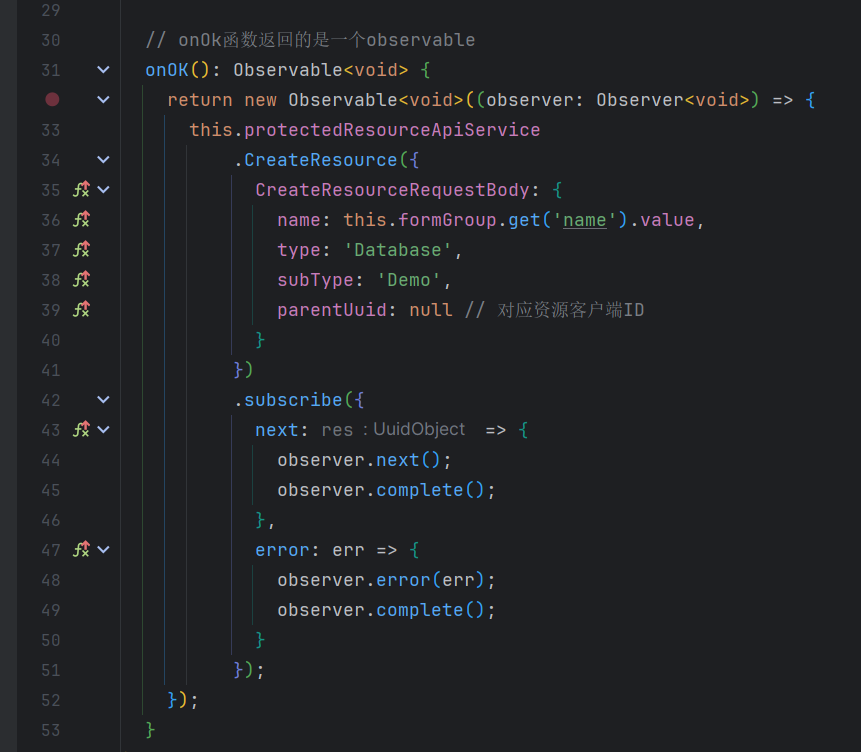 29
30 // onOk函数返回的是一个observable
31 onOK(): Observable<void> {
return new Observable<void>((observer: Observer<void>) => {
33 this.protectedResourceApiService
34 .CreateResource({
35 CreateResourceRequestBody: {
36 name: this.formGroup.get('name').value,
37 type: 'Database',
38 subType: 'Demo',
39 parentUuid: null // 对应资源客户端ID
40 }
41 })
42 .subscribe({
43 next: res : UuidObject => {
44 observer.next();
45 observer.complete();
46 },
47 error: err => {
48 observer.error(err);
49 observer.complete();
50 }
51 });
52 });
53 }